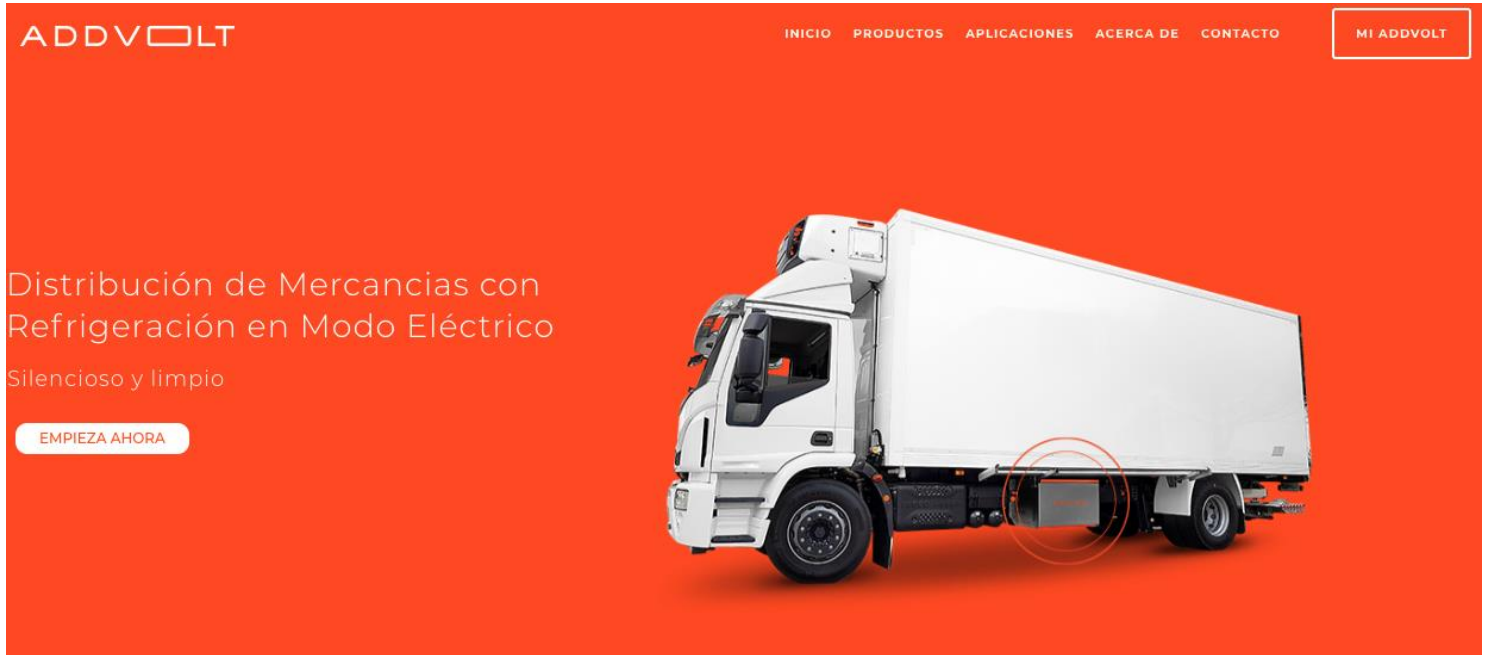 ADDVOLT
INICIO PRODUCTOS APLICACIONES ACERCA DE CONTACTO MI ADDVOLT
Distribución de Mercancias con
Refrigeración en Modo Eléctrico
Silencioso y limpio
EMPIEZA AHORA